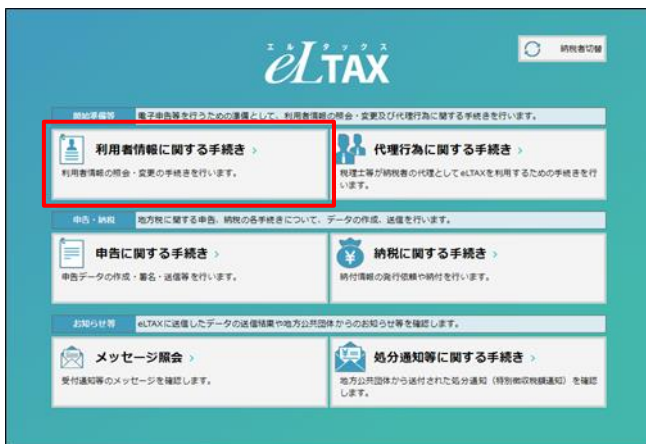 エルタックス
eLTAX
納税者切替
開始準備等 電子申告等を行うための準備として、利用者情報の照会・変更及び代理行為に関する手続きを行います。
利用者情報に関する手続き
利用者情報の照会・変更の手続きを行います。
代理行為に関する手続き
税理士等が納税者の代理としてeLTAXを利用するための手続きを行
います。
申告・納税 地方税に関する申告、納税の各手続きについて、データの作成、送信を行います。
申告に関する手続き
申告データの作成・署名・送信等を行います。
納税に関する手続き
納付情報の発行依頼や納付を行います。
お知らせ等 eLTAXに送信したデータの送信結果や地方公共団体からのお知らせ等を確認します。
メッセージ照会
受付通知等のメッセージを確認します。
処分通知等に関する手続き
地方公共団体から送付された処分通知（特別徴収税額通知）を確認
します。